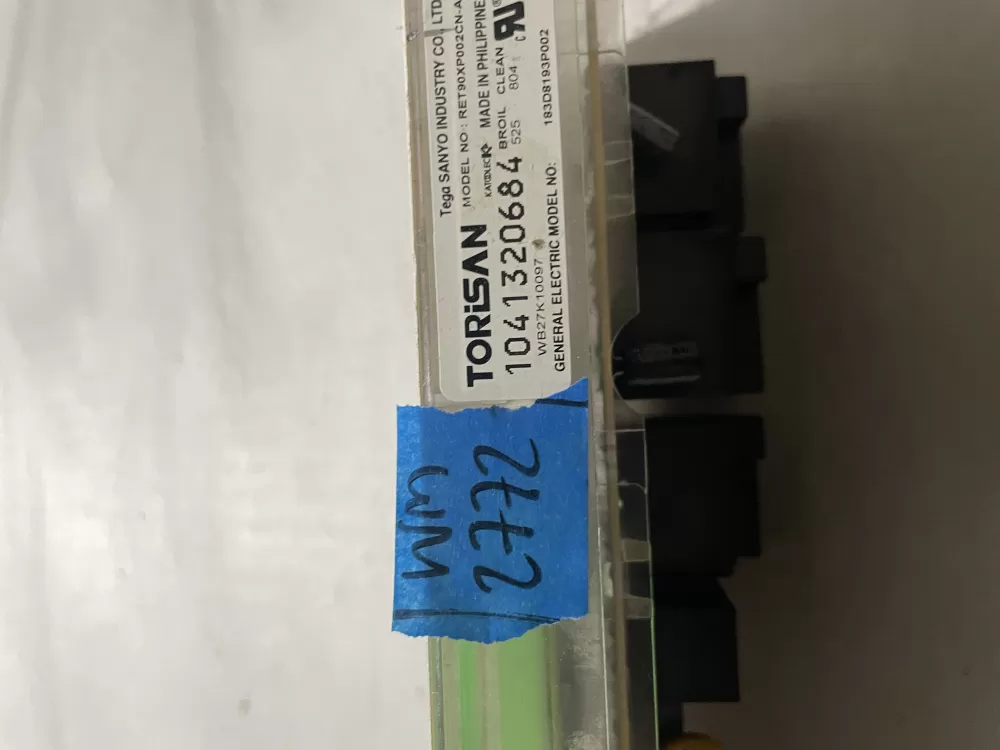 Tega SANYO INDUSTRY CO., LTD
MODEL NO : RET90XP002CN-A
KATOLEC MADE IN PHILIPPINE
TORiSAN
1041320684
BROIL CLEAN
525 804
WB27K10097
183D8193P002
GENERAL ELECTRIC MODEL NO:
2772